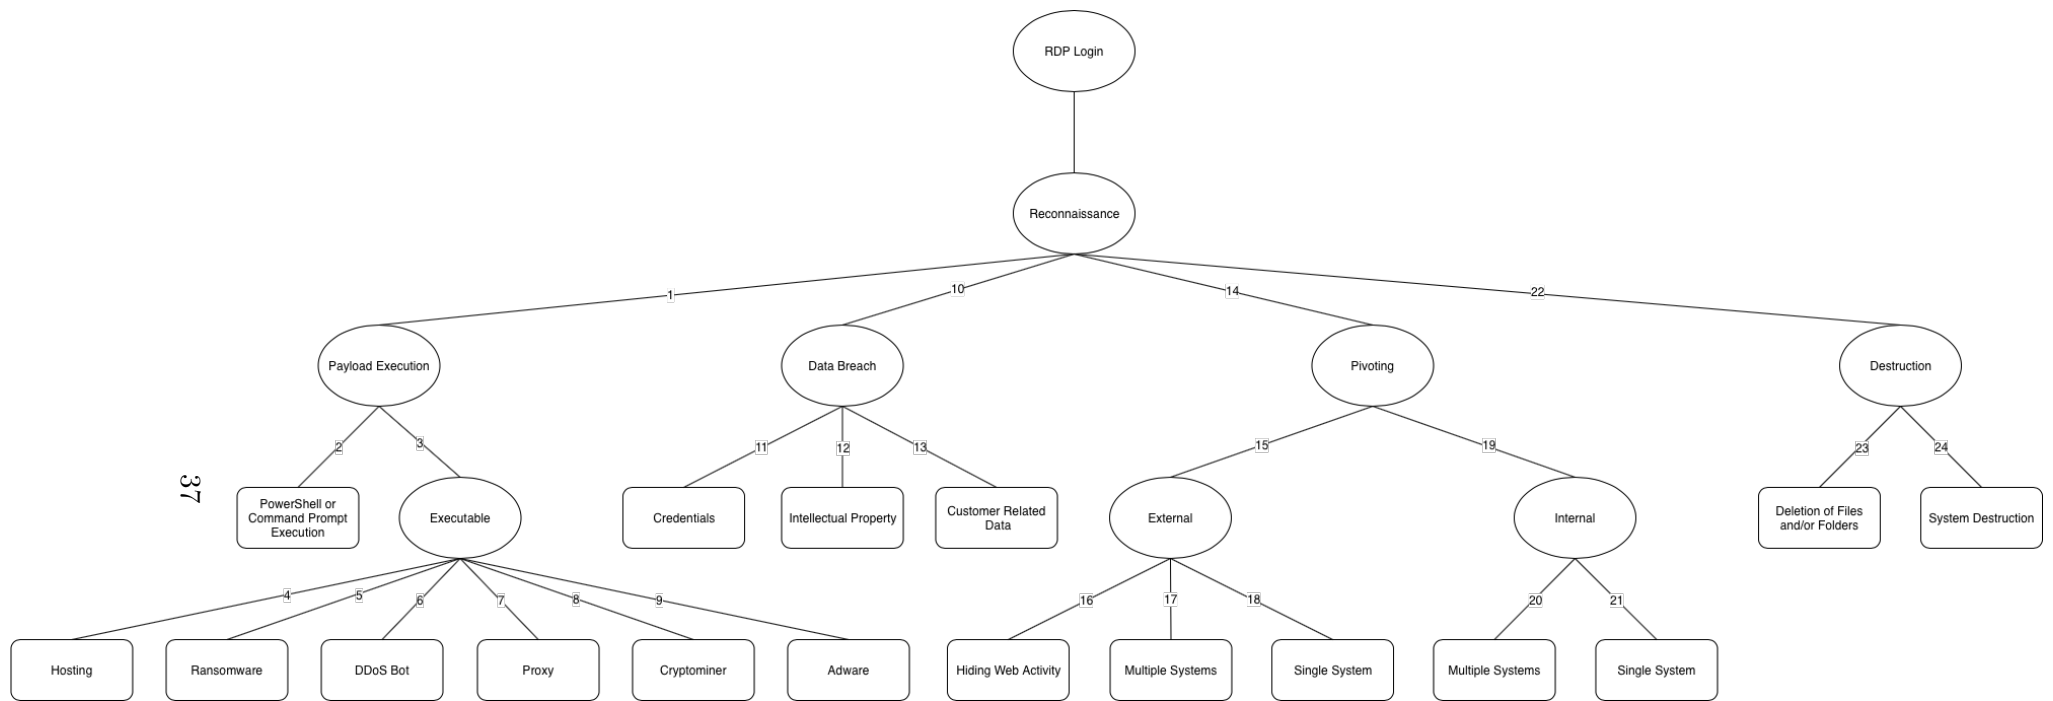 RDP Login
Reconnaissance
1
10
14
22
Payload Execution
Data Breach
Pivoting
Destruction
2
3
11
12
13
15
19
23
24
37
PowerShell or
Command Prompt
Execution
Executable
Credentials
Intellectual Property
Customer Related
Data
External
Internal
Deletion of Files
and/or Folders
System Destruction
4
5
6
7
8
9
16
17
18
20
21
Hosting
Ransomware
DDoS Bot
Proxy
Cryptominer
Adware
Hiding Web Activity
Multiple Systems
Single System
Multiple Systems
Single System